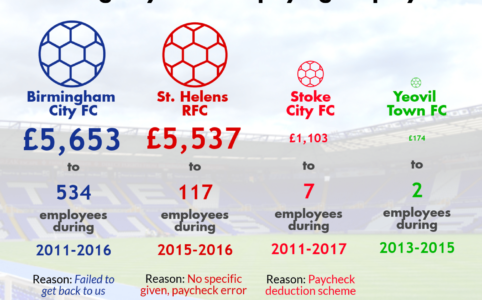 Birmingham
City FC
£5,653
to
534
employees
during
2011-2016
Reason: Failed to
get back to us
St. Helens
RFC
£5,537
to
117
employees
during
2015-2016
Reason: No specific
given, paycheck error
Stoke
City FC
£1,103
to
7
employees
during
2011-2017
Reason: Paycheck
deduction scheme
Yeovil
Town FC
£174
to
2
employees
during
2013-2015